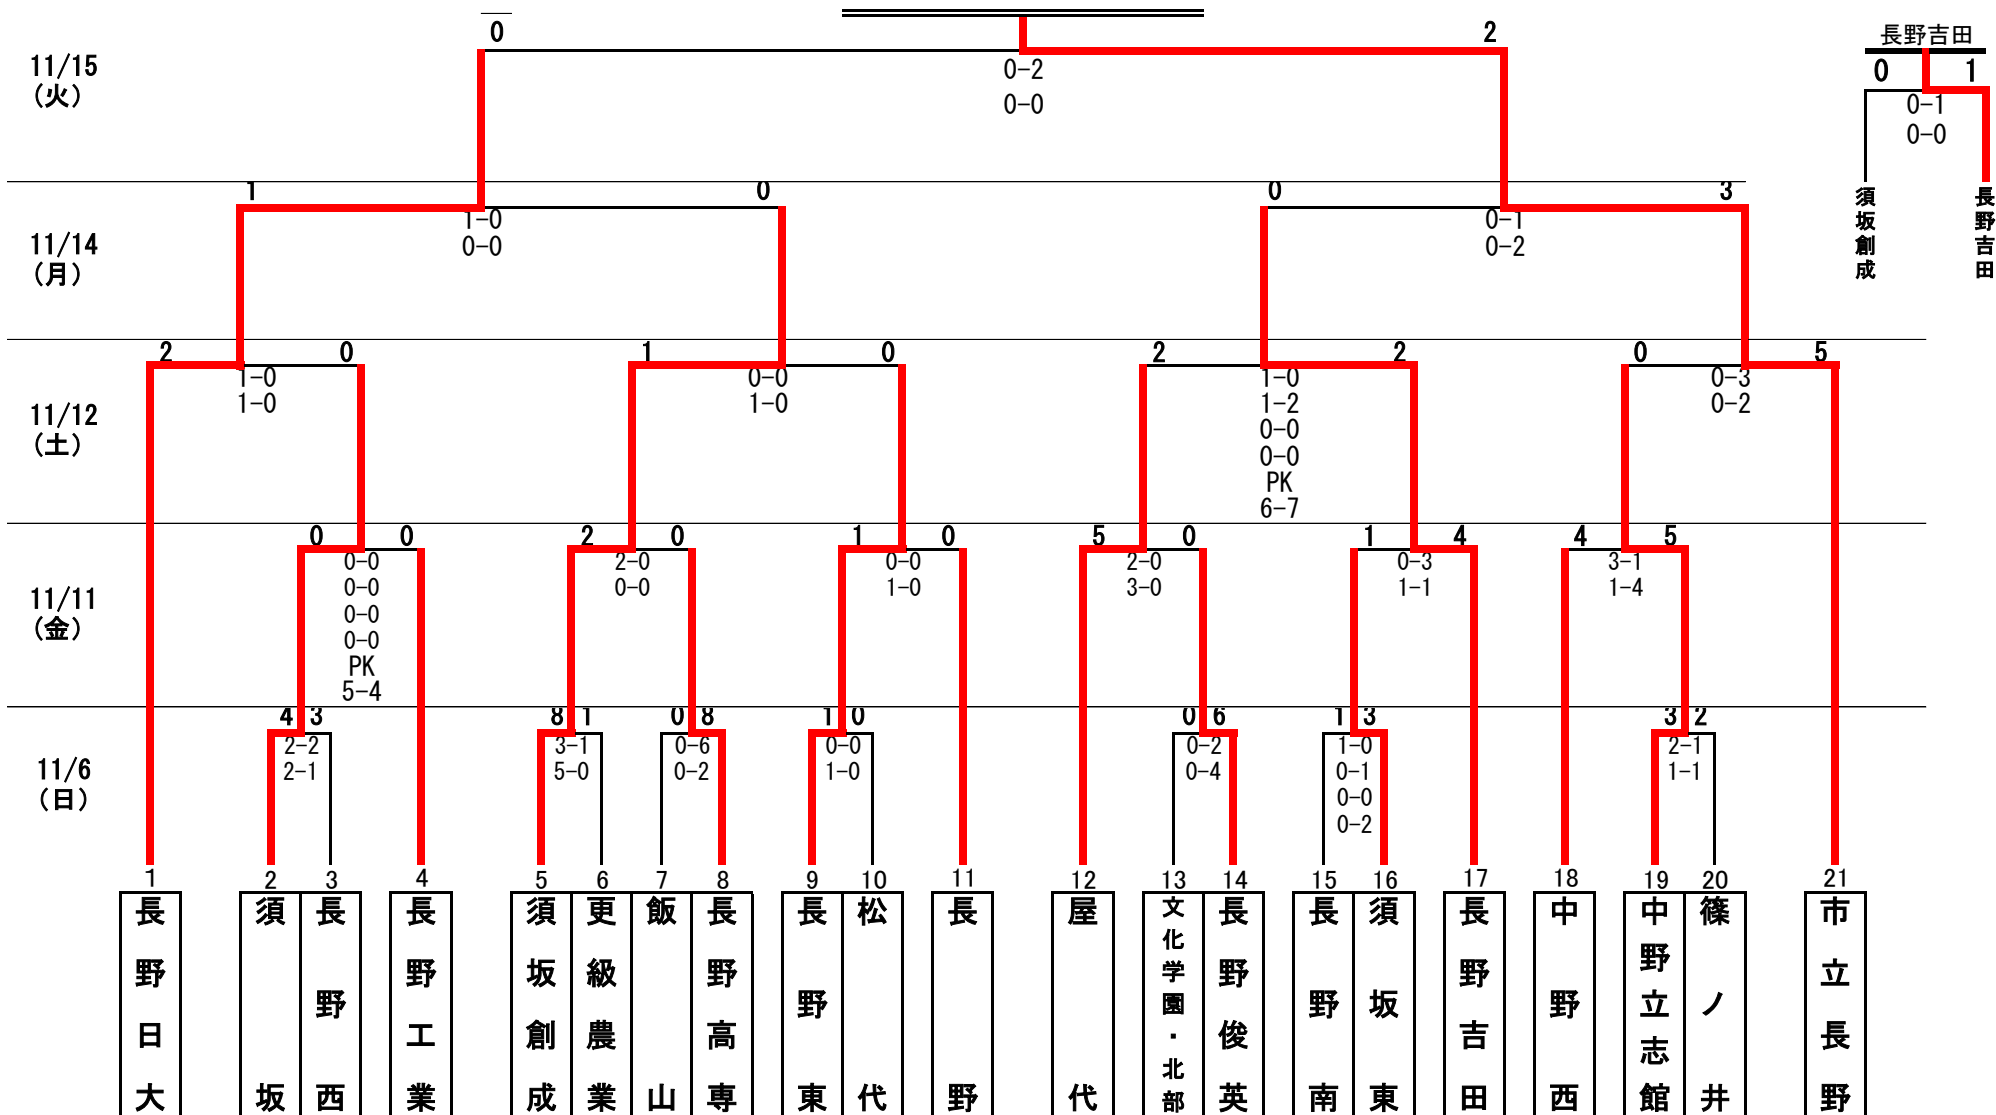 0 2
長野吉田
11/15
（火）
0-2
0-0
0 1
0-1
0-0
須坂創成
長野吉田
1 0 0 3
11/14
（月）
1-0
0-0
0-1
0-2
2 0 1 0 2 2 0 5
11/12
（土）
1-0
1-0
0-0
1-0
1-0
1-2
0-0
0-0
PK
6-7
0-3
0-2
0 0 2 0 1 0 5 0 1 4 4 5
11/11
（金）
0-0
0-0
0-0
0-0
PK
5-4
2-0
0-0
0-0
1-0
2-0
3-0
0-3
1-1
3-1
1-4
4 3 8 1 0 8 1 0 0 6 1 3 3 2
11/6
（日）
2-2
2-1
3-1
5-0
0-6
0-2
0-0
1-0
0-2
0-4
1-0
0-1
0-0
0-2
2-1
1-1
1 2 3 4 5 6 7 8 9 10 11 12 13 14 15 16 17 18 19 20 21
長野日大
須坂
長野西
長野工業
須坂創成
更級農業
飯山
長野高専
長野東
松代
長野
屋代
文化学園・北部
長野俊英
長野南
須坂東
長野吉田
中野西
中野立志館
篠ノ井
市立長野